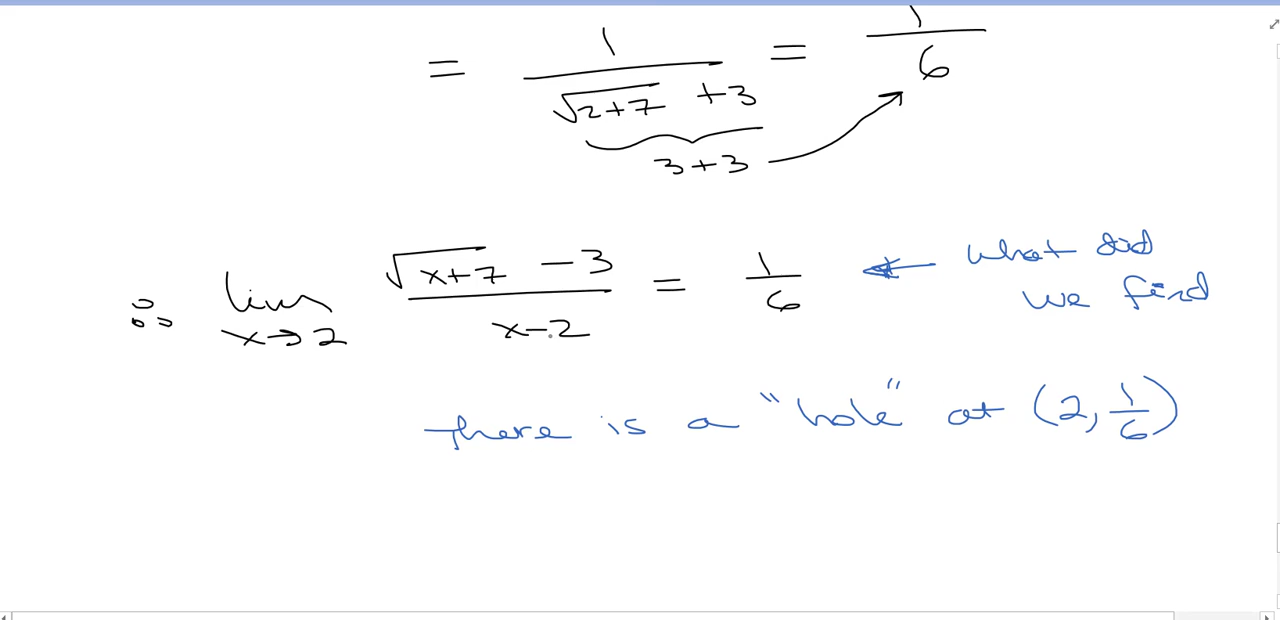 = 1/(√(2+7) + 3) = 1/6
3+3
∴ lim x→2 (√(x+7) − 3)/(x−2) = 1/6 ← what did
we find
there is a "hole" at (2, 1/6)